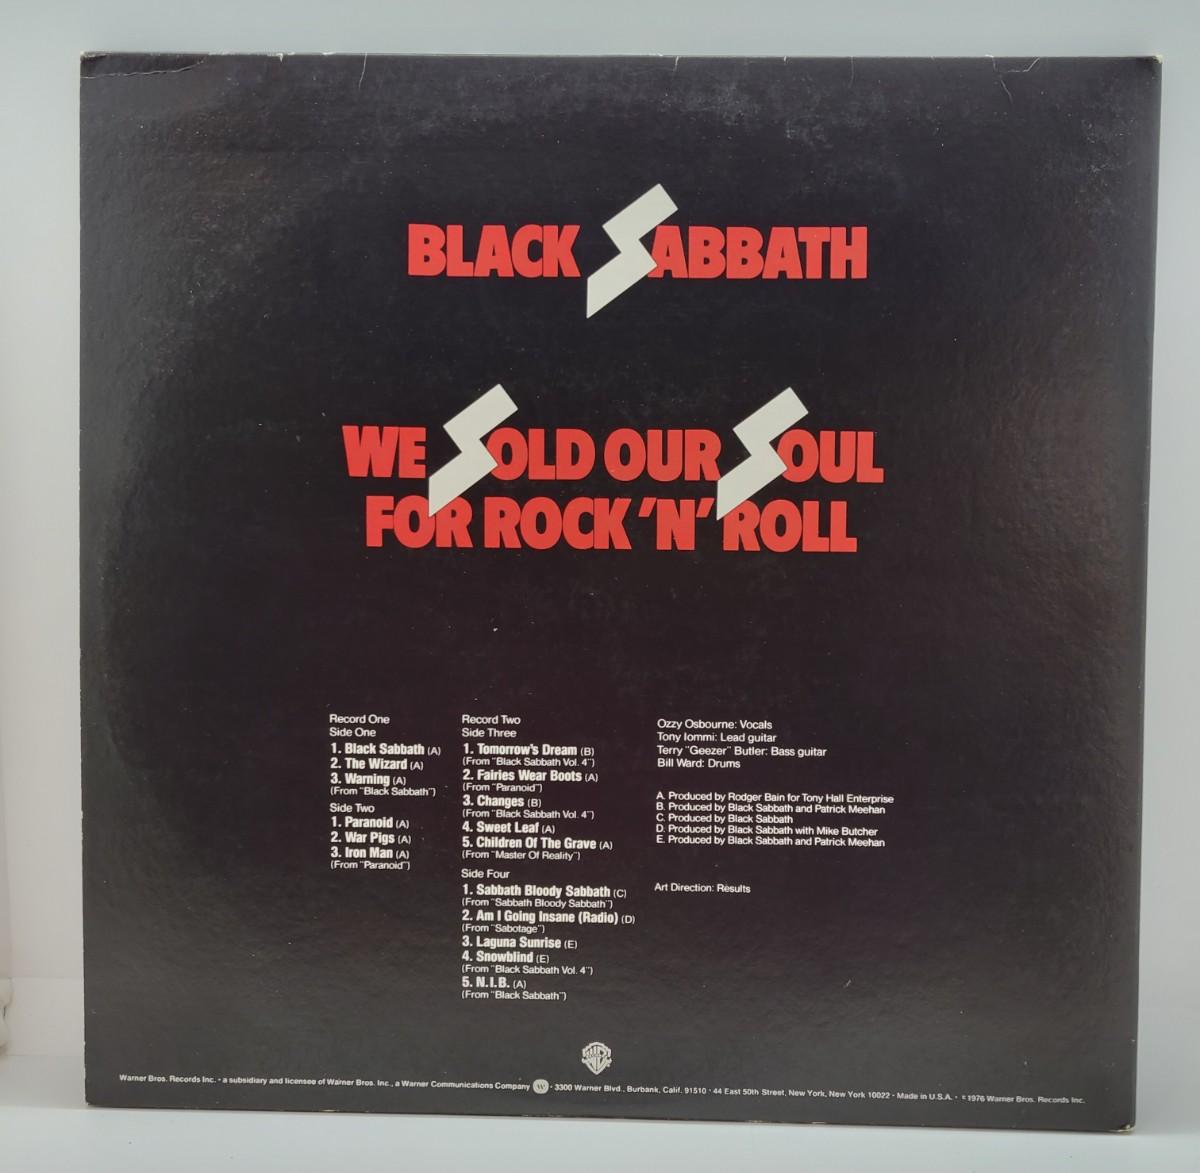 BLACK SABBATH
WE SOLD OUR SOUL
FOR ROCK 'N' ROLL
Record One
Side One
1. Black Sabbath (A)
2. The Wizard (A)
3. Warning (A)
(From "Black Sabbath")
Side Two
1. Paranoid (A)
2. War Pigs (A)
3. Iron Man (A)
(From "Paranoid")
Record Two
Side Three
1. Tomorrow's Dream (B)
(From "Black Sabbath Vol. 4")
2. Fairies Wear Boots (A)
(From "Paranoid")
3. Changes (B)
(From "Black Sabbath Vol. 4")
4. Sweet Leaf (A)
5. Children Of The Grave (A)
(From "Master Of Reality")
Side Four
1. Sabbath Bloody Sabbath (C)
(From "Sabbath Bloody Sabbath")
2. Am I Going Insane (Radio) (D)
(From "Sabotage")
3. Laguna Sunrise (E)
4. Snowblind (E)
(From "Black Sabbath Vol. 4")
5. N.I.B. (A)
(From "Black Sabbath")
Ozzy Osbourne: Vocals
Tony Iommi: Lead guitar
Terry "Geezer" Butler: Bass guitar
Bill Ward: Drums
A. Produced by Rodger Bain for Tony Hall Enterprise
B. Produced by Black Sabbath and Patrick Meehan
C. Produced by Black Sabbath
D. Produced by Black Sabbath with Mike Butcher
E. Produced by Black Sabbath and Patrick Meehan
Art Direction: Results
WB
Warner Bros. Records Inc. • a subsidiary and licensee of Warner Bros. Inc., a Warner Communications Company W • 3300 Warner Blvd., Burbank, Calif. 91510 • 44 East 50th Street, New York, New York 10022 • Made in U.S.A. • ©1976 Warner Bros. Records Inc.